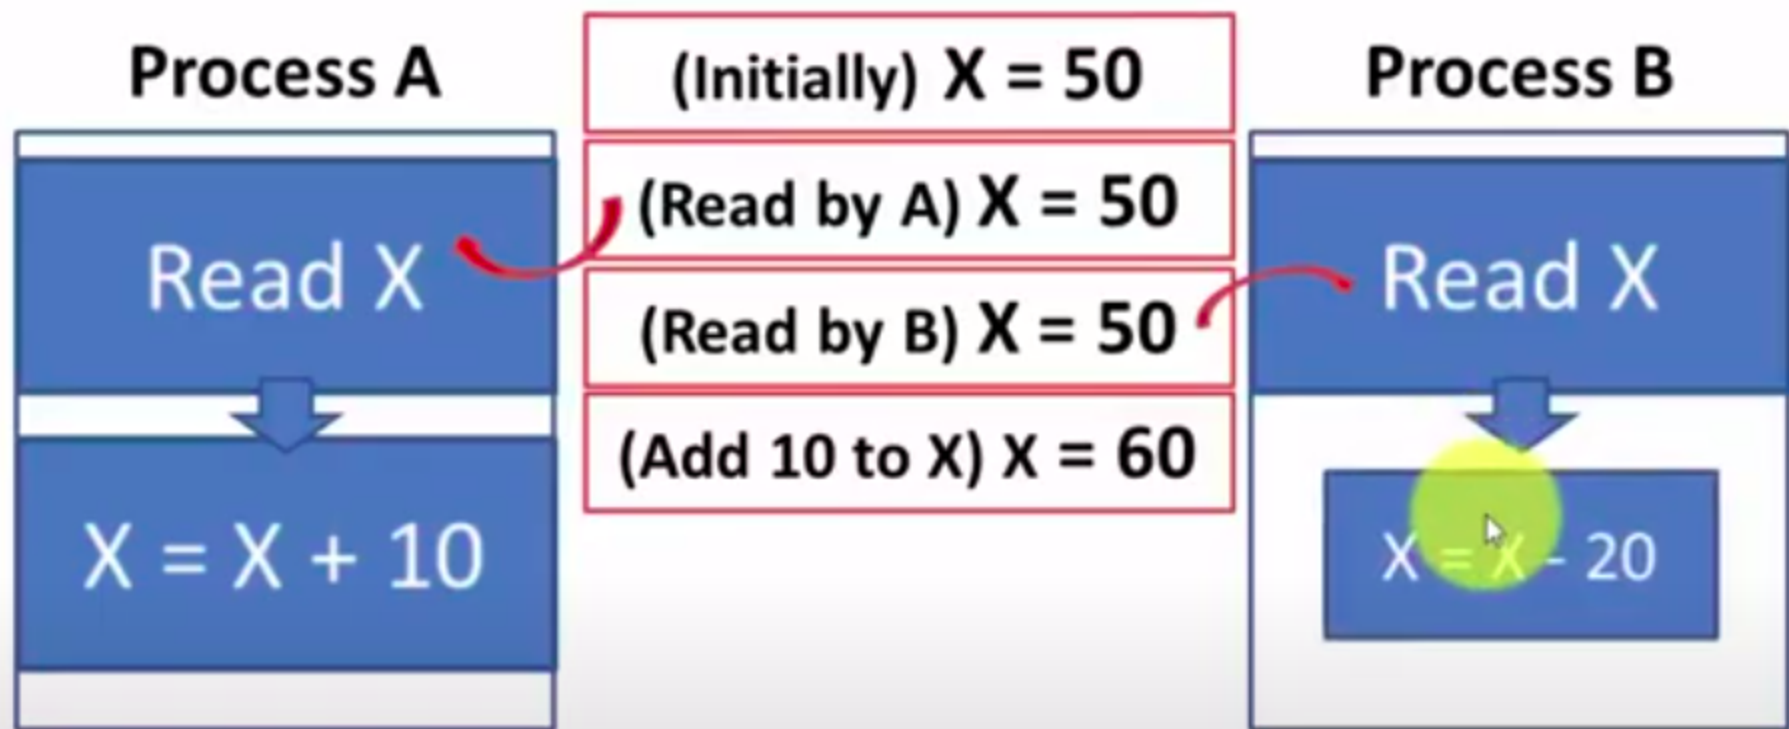 Process A
Read X
X = X + 10
(Initially) X = 50
(Read by A) X = 50
(Read by B) X = 50
(Add 10 to X) X = 60
Process B
Read X
X = X - 20